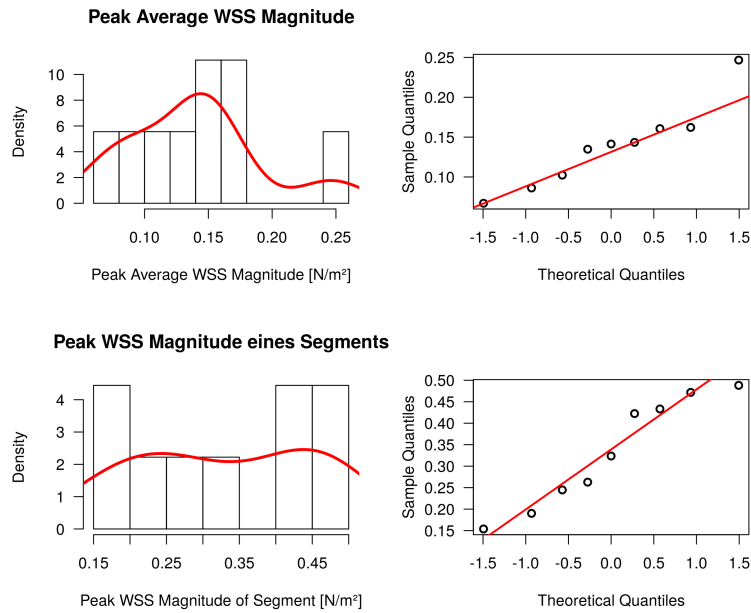 Peak Average WSS Magnitude
Density
0 2 4 6 8 10
0.10 0.15 0.20 0.25
Peak Average WSS Magnitude [N/m²]
Sample Quantiles
0.10 0.15 0.20 0.25
-1.5 -1.0 -0.5 0.0 0.5 1.0 1.5
Theoretical Quantiles
Peak WSS Magnitude eines Segments
Density
0 1 2 3 4
0.15 0.25 0.35 0.45
Peak WSS Magnitude of Segment [N/m²]
Sample Quantiles
0.15 0.20 0.25 0.30 0.35 0.40 0.45 0.50
-1.5 -1.0 -0.5 0.0 0.5 1.0 1.5
Theoretical Quantiles